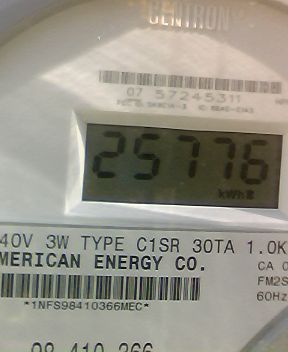 CENTRON
07 57245311
25776
kWh
40V 3W TYPE C1SR 30TA 1.0K
MERICAN ENERGY CO.
CA 0
FM2S
60Hz
*1NFS98410366MEC*
98 410 366